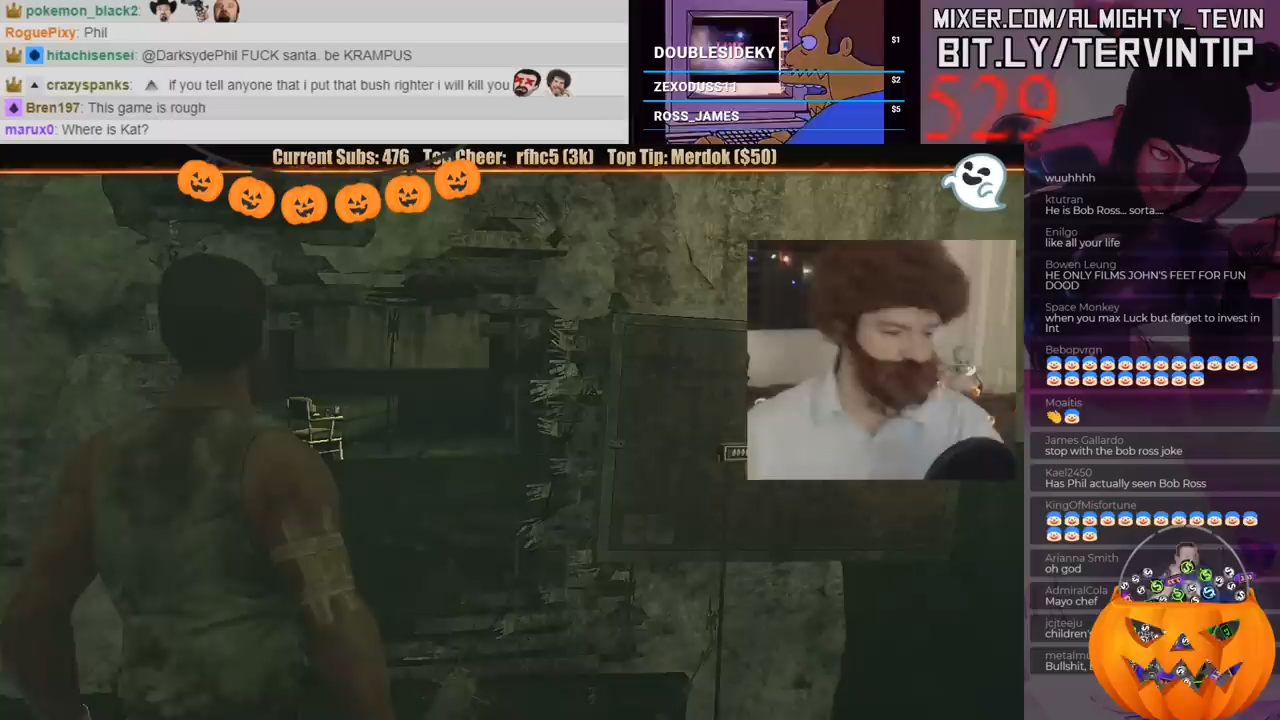 pokemon_black2:
RoguePixy: Phil
hitachisensei: @DarksydePhil FUCK santa. be KRAMPUS
crazyspanks: if you tell anyone that i put that bush righter i will kill you
Bren197: This game is rough
marux0: Where is Kat?
DOUBLESIDEKY $1
ZEXODUSS11 $2
ROSS_JAMES $5
MIXER.COM/ALMIGHTY_TEVIN
BIT.LY/TERVINTIP
529
Current Subs: 476 Top Cheer: rfhc5 (3k) Top Tip: Merdok ($50)
wuuhhhh
ktutran
He is Bob Ross... sorta....
Enilgo
like all your life
Bowen Leung
HE ONLY FILMS JOHN'S FEET FOR FUN
DOOD
Space Monkey
when you max Luck but forget to invest in
Int
Bebopvrgn
Moaitis
James Gallardo
stop with the bob ross joke
Kael2450
Has Phil actually seen Bob Ross
KingOfMisfortune
Arianna Smith
oh god
AdmiralCola
Mayo chef
jcjteeju
children'
metalmu
Bullshit,